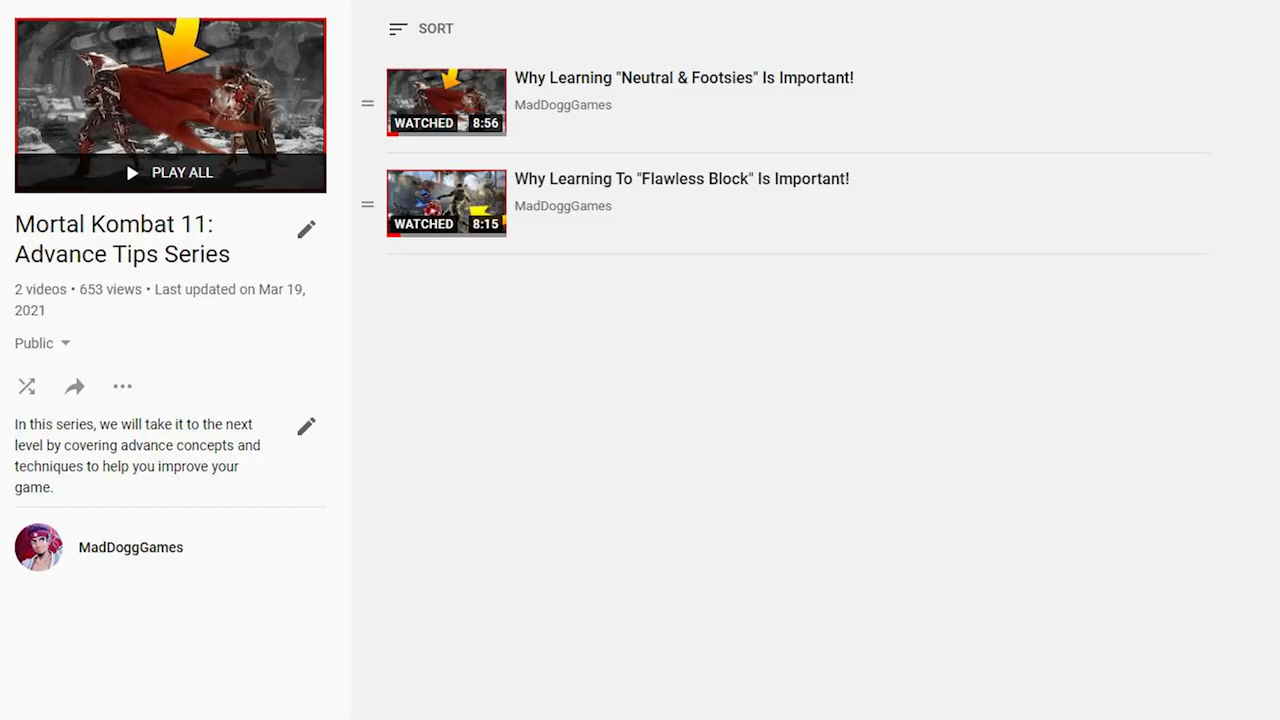 PLAY ALL
Mortal Kombat 11:
Advance Tips Series
2 videos • 653 views • Last updated on Mar 19,
2021
Public
In this series, we will take it to the next
level by covering advance concepts and
techniques to help you improve your
game.
MadDoggGames
SORT
Why Learning "Neutral & Footsies" Is Important!
MadDoggGames
WATCHED 8:56
Why Learning To "Flawless Block" Is Important!
MadDoggGames
WATCHED 8:15